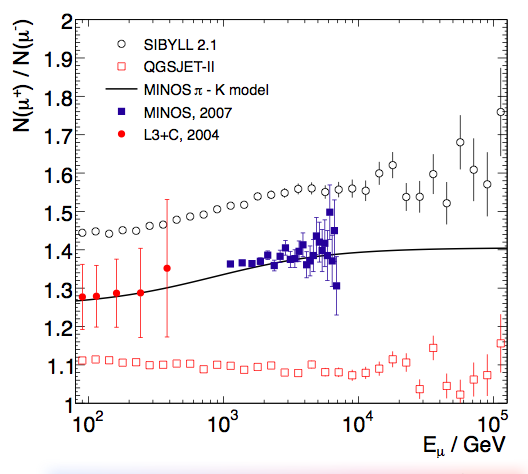 N(μ⁺) / N(μ⁻)
2
1.9
1.8
1.7
1.6
1.5
1.4
1.3
1.2
1.1
1
SIBYLL 2.1
QGSJET-II
MINOS π - K model
MINOS, 2007
L3+C, 2004
10² 10³ 10⁴ 10⁵
E_μ / GeV